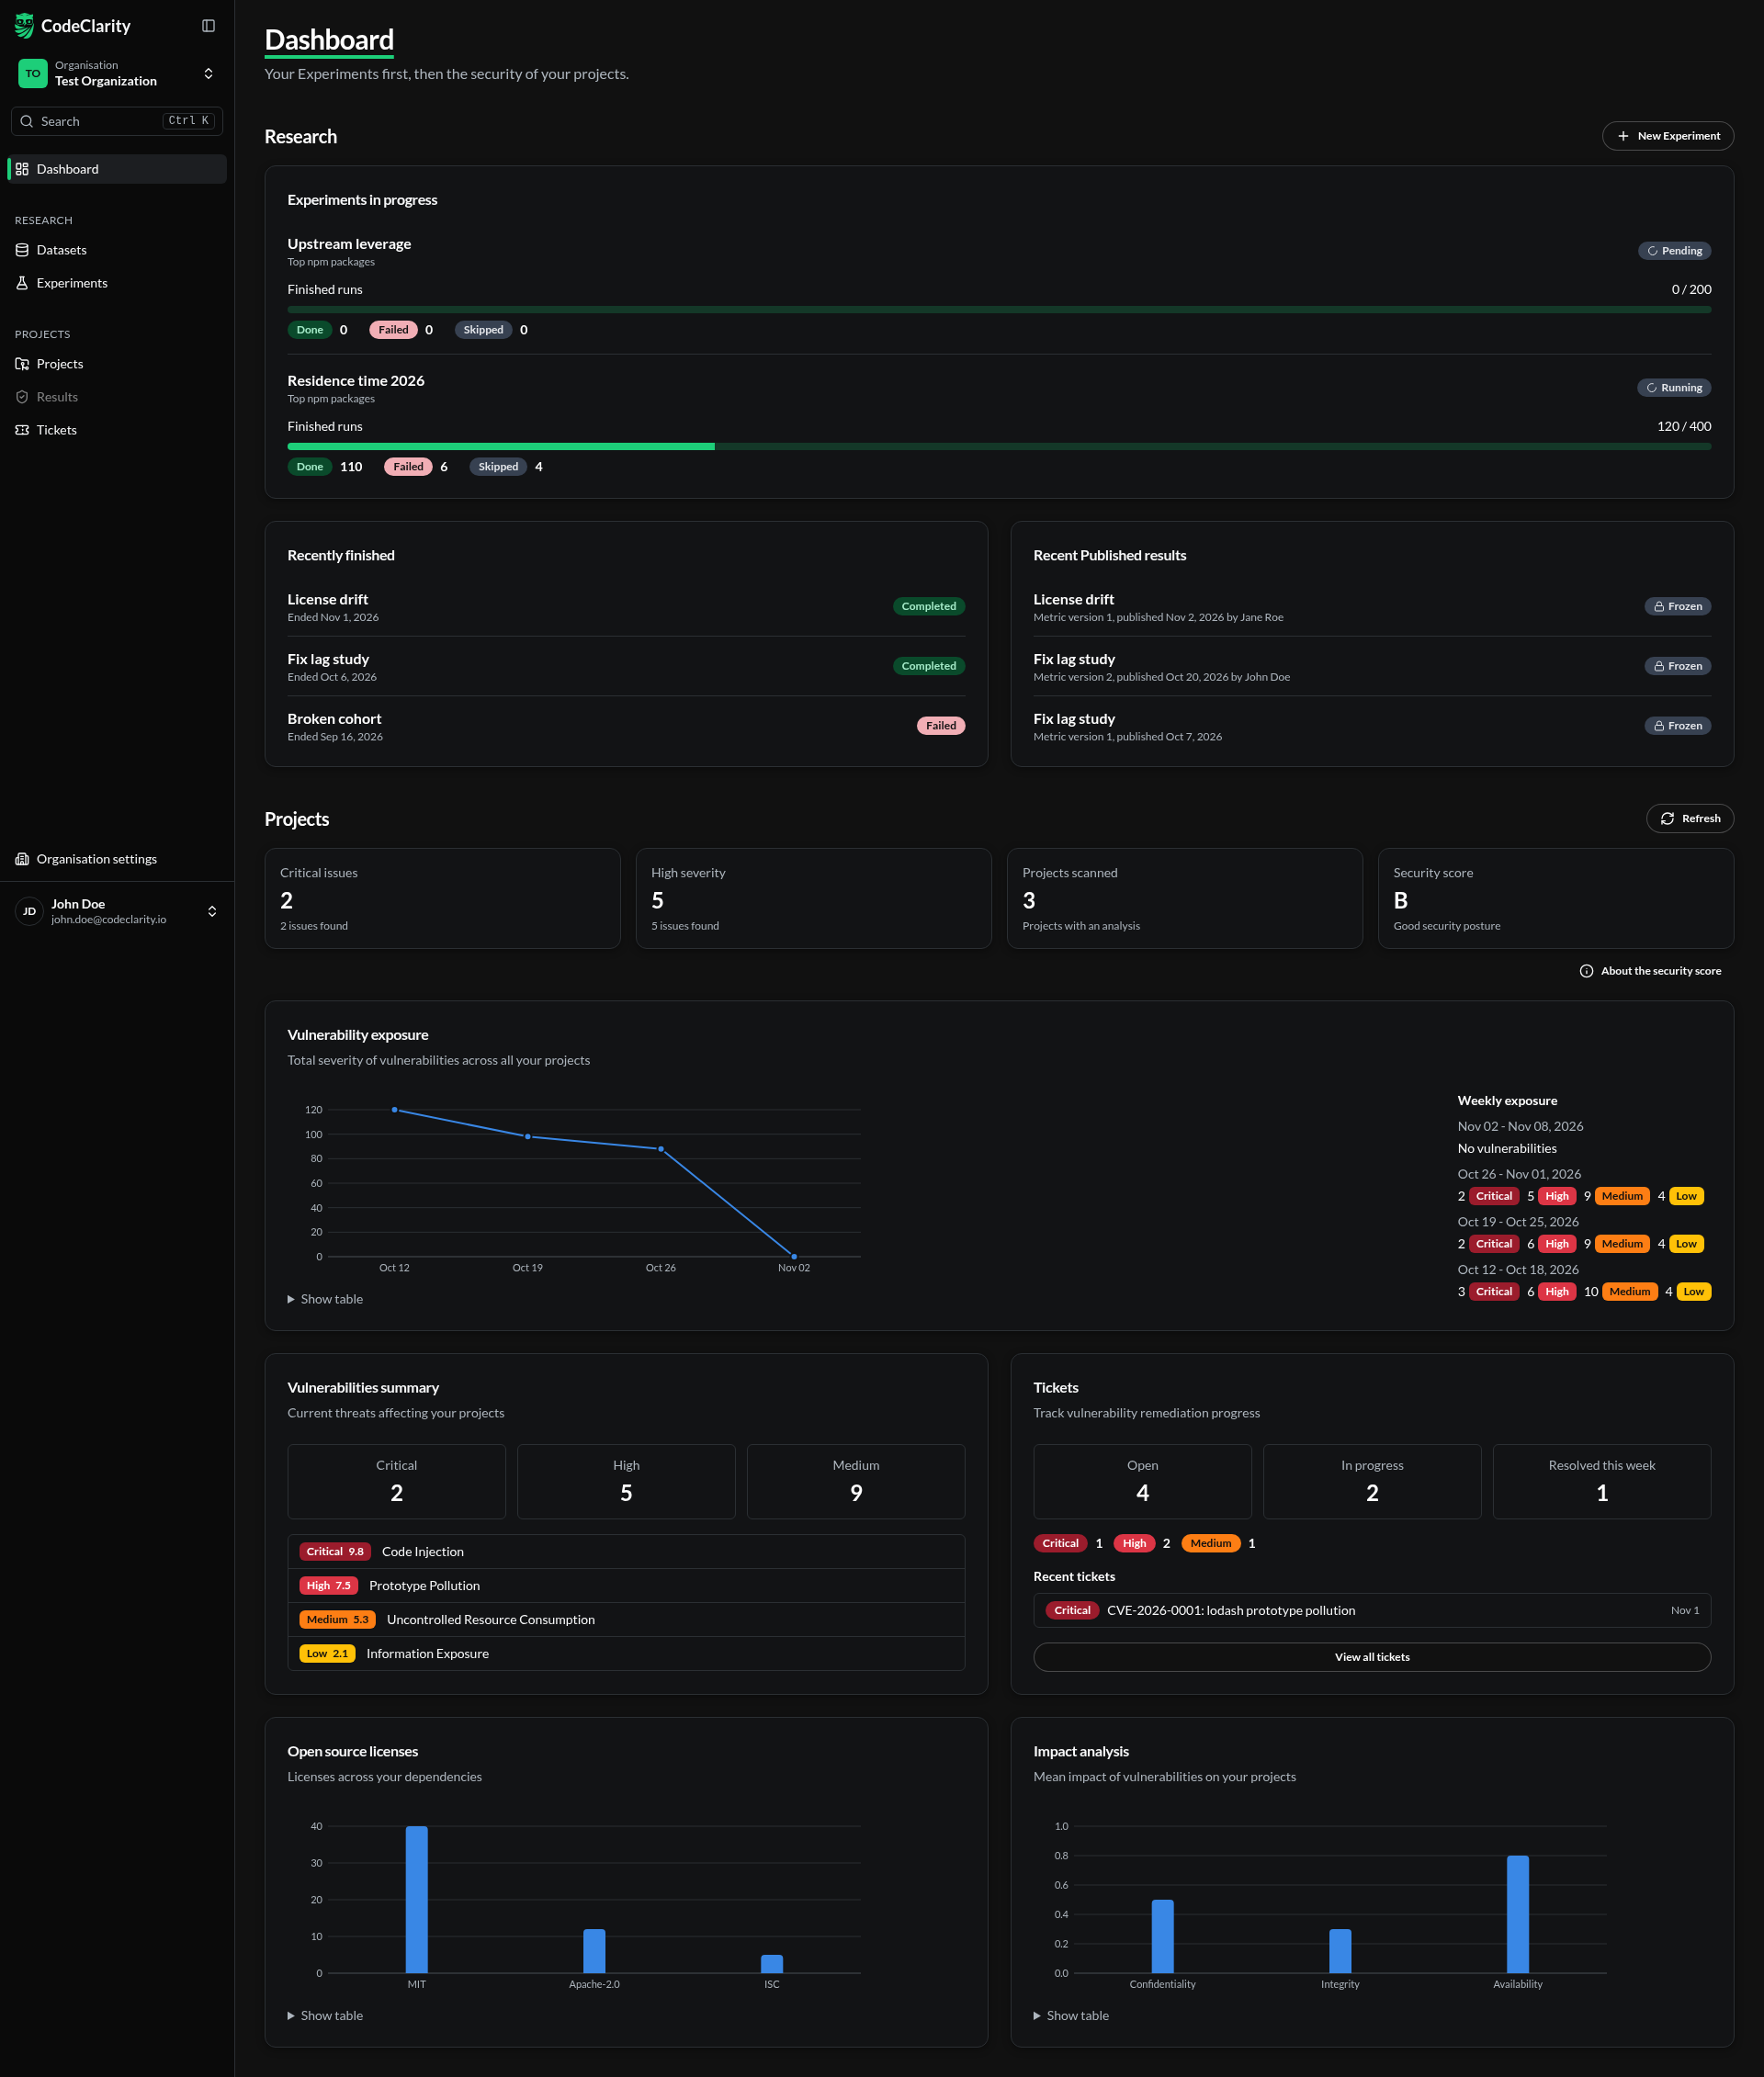 CodeClarity
TO
Organisation
Test Organization
Search
Ctrl K
Dashboard
RESEARCH
Datasets
Experiments
PROJECTS
Projects
Results
Tickets
Organisation settings
JD
John Doe
john.doe@codeclarity.io
Dashboard
Your Experiments first, then the security of your projects.
Research
New Experiment
Experiments in progress
Upstream leverage
Top npm packages
Pending
Finished runs
0 / 200
Done 0 Failed 0 Skipped 0
Residence time 2026
Top npm packages
Running
Finished runs
120 / 400
Done 110 Failed 6 Skipped 4
Recently finished
License drift
Ended Nov 1, 2026
Completed
Fix lag study
Ended Oct 6, 2026
Completed
Broken cohort
Ended Sep 16, 2026
Failed
Recent Published results
License drift
Metric version 1, published Nov 2, 2026 by Jane Roe
Frozen
Fix lag study
Metric version 2, published Oct 20, 2026 by John Doe
Frozen
Fix lag study
Metric version 1, published Oct 7, 2026
Frozen
Projects
Refresh
Critical issues
2
2 issues found
High severity
5
5 issues found
Projects scanned
3
Projects with an analysis
Security score
B
Good security posture
About the security score
Vulnerability exposure
Total severity of vulnerabilities across all your projects
120
100
80
60
40
20
0
Oct 12 Oct 19 Oct 26 Nov 02
Show table
Weekly exposure
Nov 02 - Nov 08, 2026
No vulnerabilities
Oct 26 - Nov 01, 2026
2 Critical 5 High 9 Medium 4 Low
Oct 19 - Oct 25, 2026
2 Critical 6 High 9 Medium 4 Low
Oct 12 - Oct 18, 2026
3 Critical 6 High 10 Medium 4 Low
Vulnerabilities summary
Current threats affecting your projects
Critical
2
High
5
Medium
9
Critical 9.8 Code Injection
High 7.5 Prototype Pollution
Medium 5.3 Uncontrolled Resource Consumption
Low 2.1 Information Exposure
Tickets
Track vulnerability remediation progress
Open
4
In progress
2
Resolved this week
1
Critical 1 High 2 Medium 1
Recent tickets
Critical CVE-2026-0001: lodash prototype pollution Nov 1
View all tickets
Open source licenses
Licenses across your dependencies
40
30
20
10
0
MIT Apache-2.0 ISC
Show table
Impact analysis
Mean impact of vulnerabilities on your projects
1.0
0.8
0.6
0.4
0.2
0.0
Confidentiality Integrity Availability
Show table